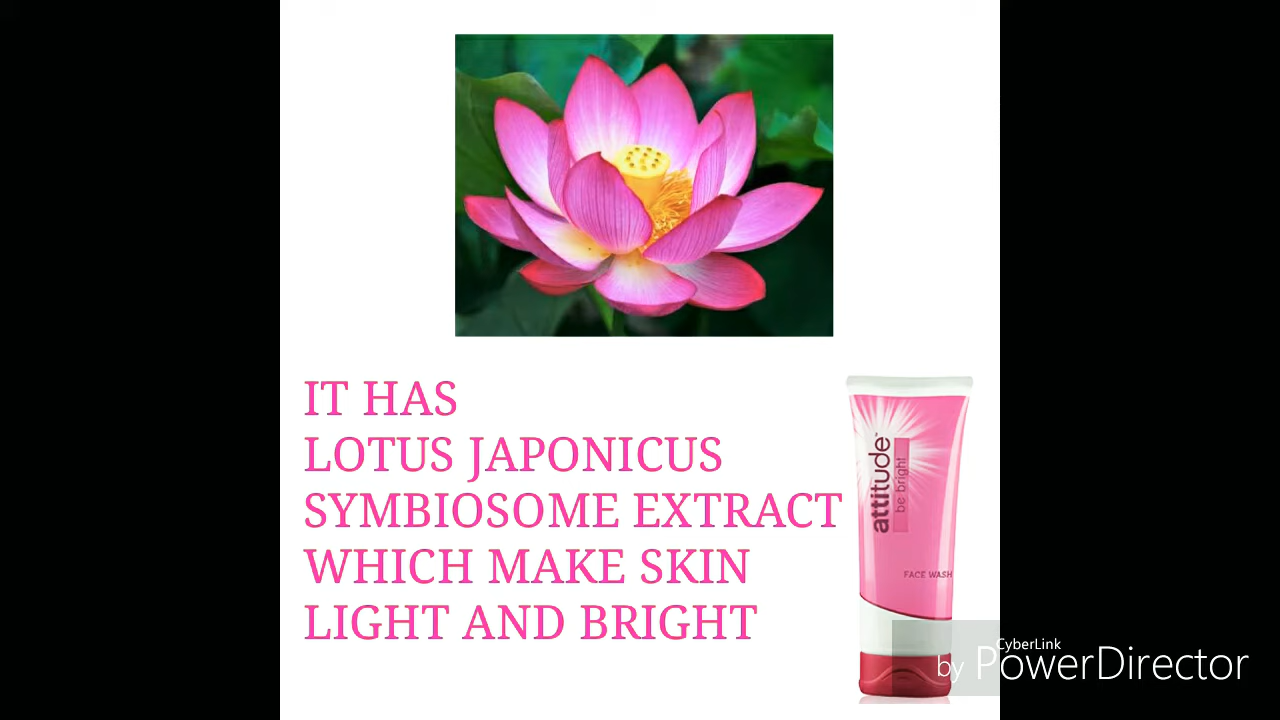 IT HAS
LOTUS JAPONICUS
SYMBIOSOME EXTRACT
WHICH MAKE SKIN
LIGHT AND BRIGHT
attitude™
be bright
FACE WASH
CyberLink
by PowerDirector